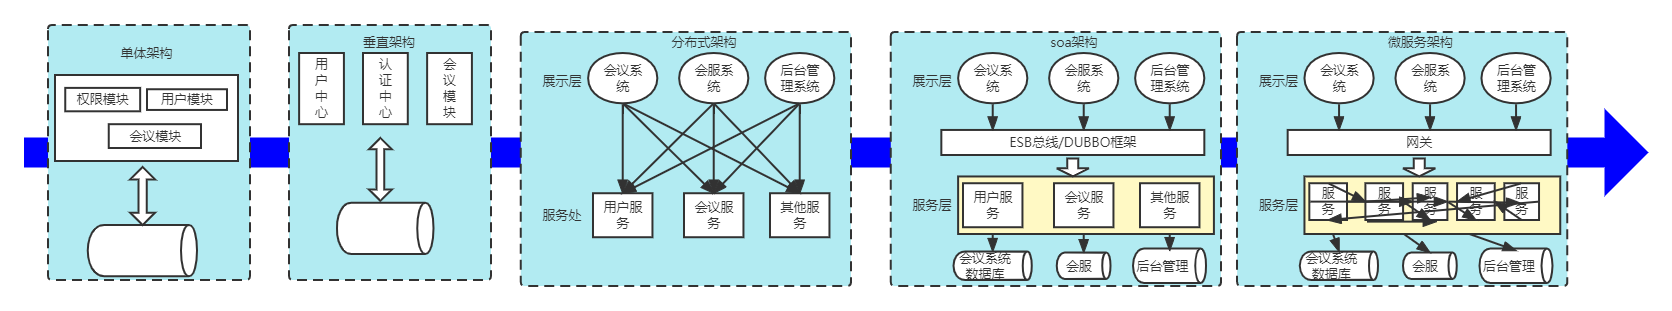 单体架构
权限模块
用户模块
会议模块
垂直架构
用
户
中
心
认
证
中
心
会
议
模
块
分布式架构
展示层
会议系
统
会服系
统
后台管
理系统
服务处
用户服
务
会议服
务
其他服
务
soa架构
展示层
会议系
统
会服系
统
后台管
理系统
ESB总线/DUBBO框架
服务层
用户服
务
会议服
务
其他服
务
会议系统
数据库
会服
后台管理
微服务架构
展示层
会议系
统
会服系
统
后台管
理系统
网关
服务层
服
务
服
务
服
务
服
务
服
务
会议系统
数据库
会服
后台管理